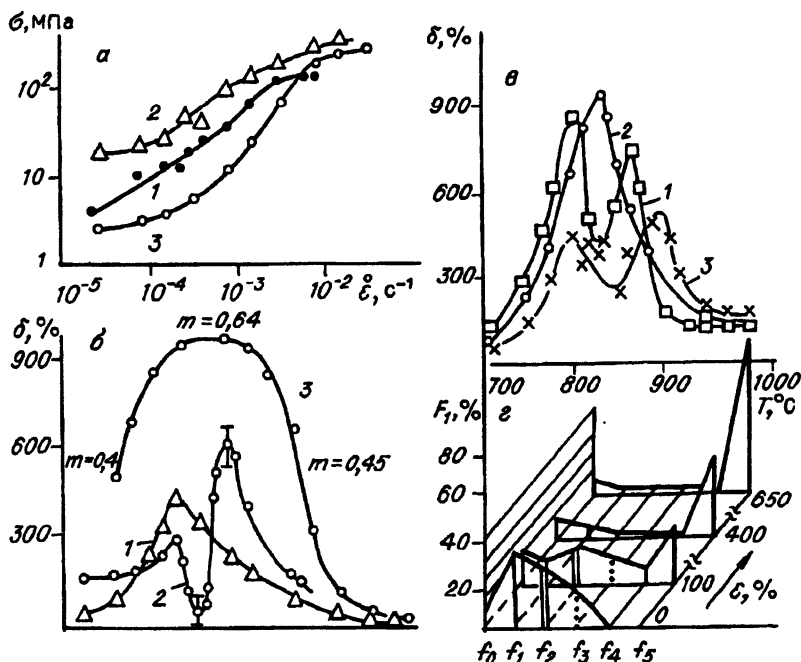 σ, МПа
а
10²
2
10
1
3
1
10⁻⁵ 10⁻⁴ 10⁻³ 10⁻² ε̇, с⁻¹
δ, %
б
m=0,64
900
3
600
m=0,4
m=0,45
300
1
2
δ, %
в
900
2
600
1
300
3
700 800 900 1000
T, °C
F₁, %
г
80
60
40
20
650
400
100
0
ε, %
f₀ f₁ f₂ f₃ f₄ f₅